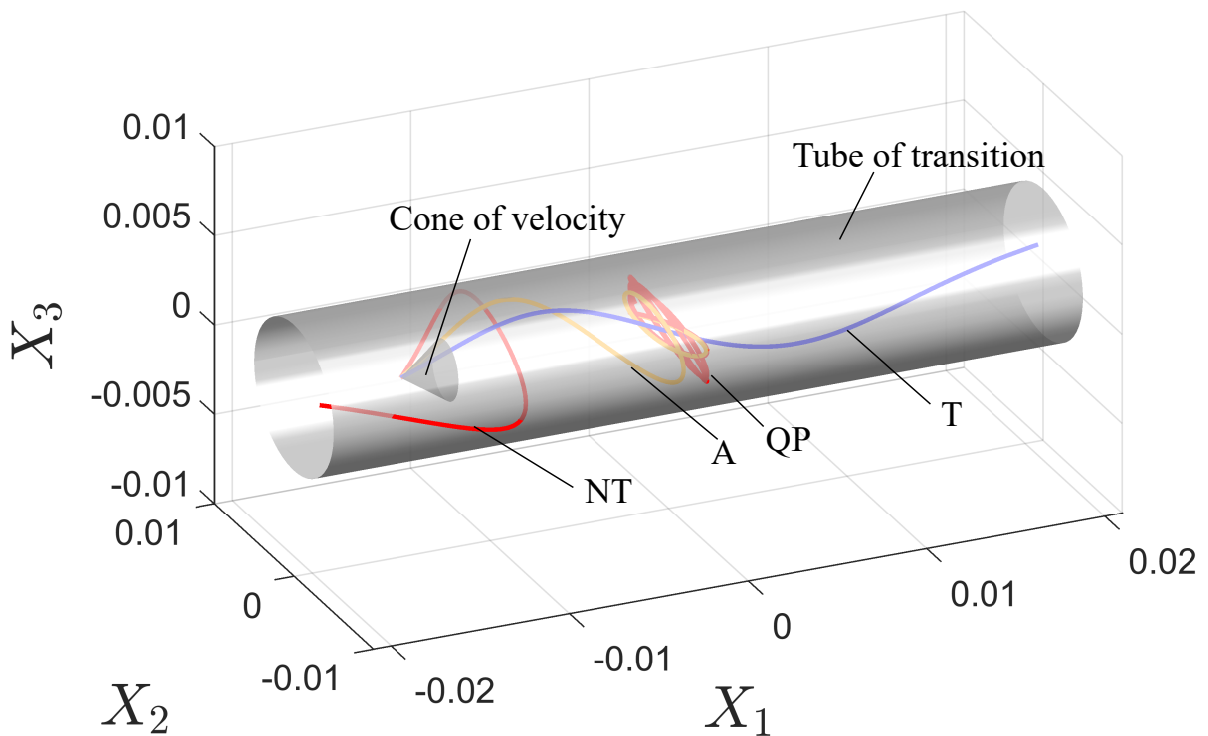 0.01
0.005
0
-0.005
-0.01
X3
Tube of transition
Cone of velocity
T
QP
A
NT
0.01
0
-0.01
X2
-0.02
-0.01
0
0.01
0.02
X1